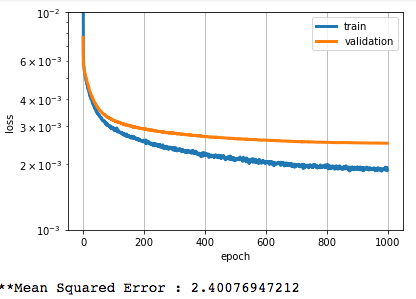 10⁻²
train
validation
6 × 10⁻³
4 × 10⁻³
loss
3 × 10⁻³
2 × 10⁻³
10⁻³
0 200 400 600 800 1000
epoch
**Mean Squared Error : 2.40076947212